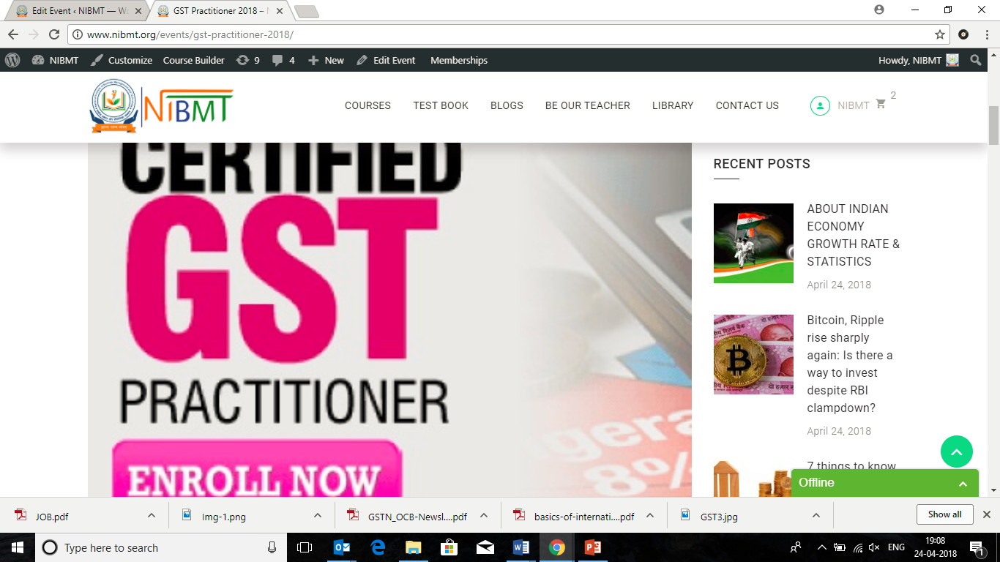 Edit Event ‹ NIBMT — Wo
GST Practitioner 2018 – N
www.nibmt.org/events/gst-practitioner-2018/
NIBMT
Customize
Course Builder
9
4
New
Edit Event
Memberships
Howdy, NIBMT
NIBMT
COURSES
TEST BOOK
BLOGS
BE OUR TEACHER
LIBRARY
CONTACT US
NIBMT
2
CERTIFIED
GST
PRACTITIONER
ENROLL NOW
8%
RECENT POSTS
ABOUT INDIAN
ECONOMY
GROWTH RATE &
STATISTICS
April 24, 2018
Bitcoin, Ripple
rise sharply
again: Is there a
way to invest
despite RBI
clampdown?
April 24, 2018
7 things to know
Offline
JOB.pdf
Img-1.png
GSTN_OCB-Newsl....pdf
basics-of-internati....pdf
GST3.jpg
Show all
Type here to search
ENG
19:08
24-04-2018
1